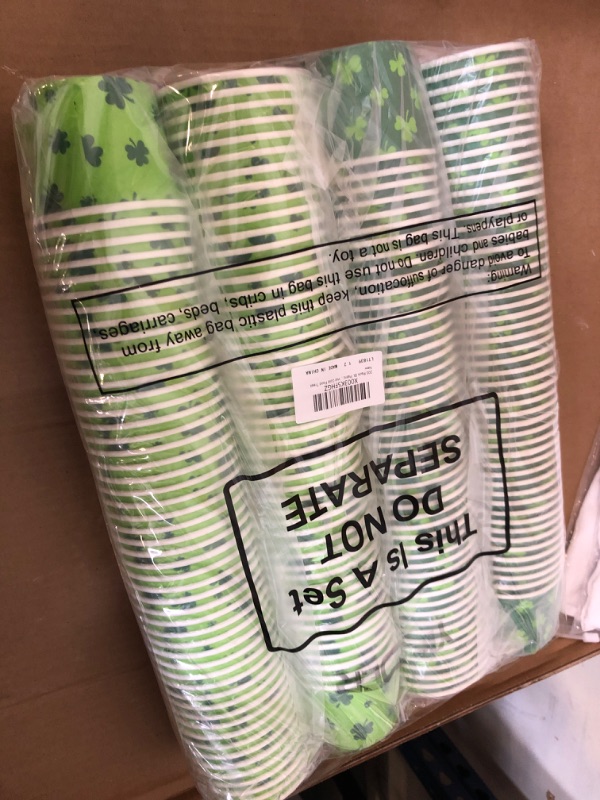 Warning:
To avoid danger of suffocation, keep this plastic bag away from
babies and children. Do not use this bag in cribs, beds, carriages
or playpens. This bag is not a toy.
New
MADE IN CHINA
This Is A Set
DO NOT
SEPARATE